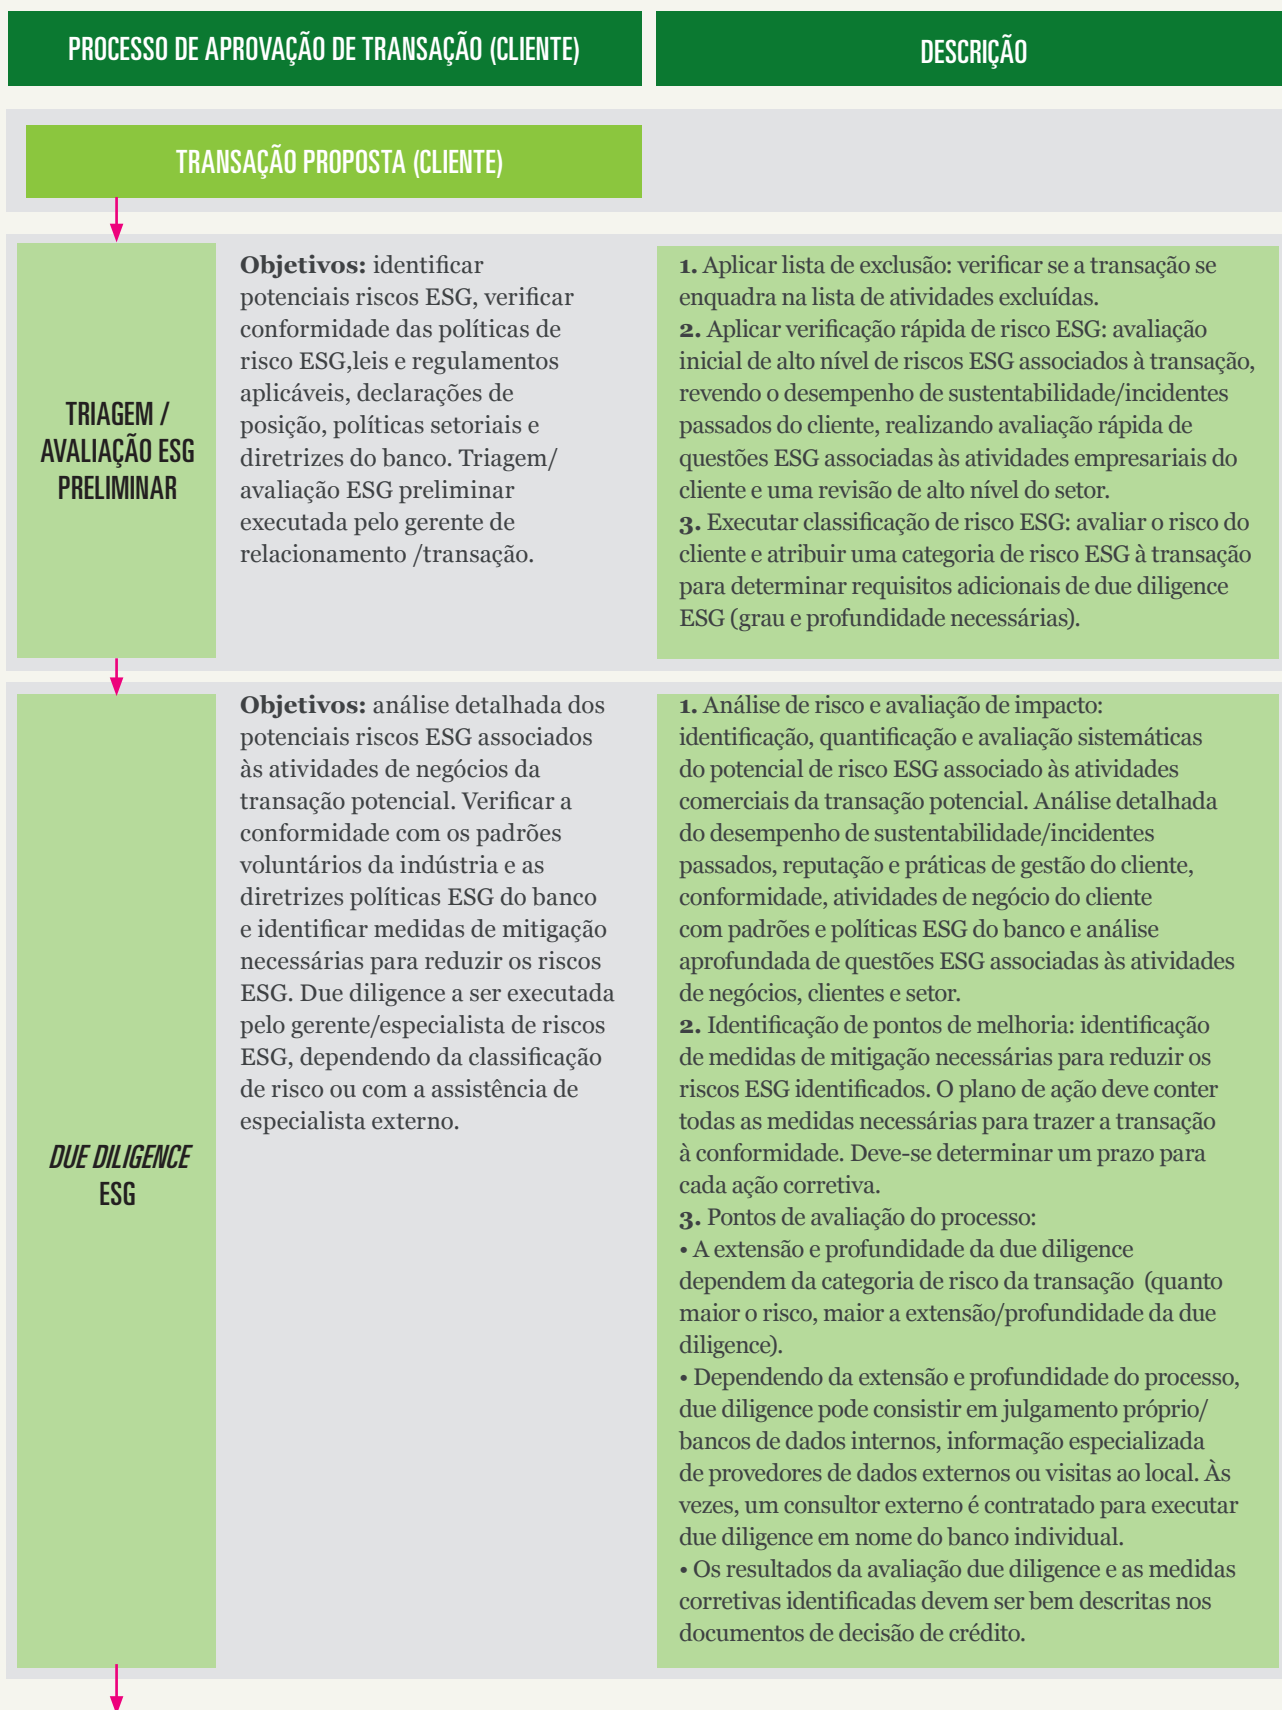 PROCESSO DE APROVAÇÃO DE TRANSAÇÃO (CLIENTE)
DESCRIÇÃO
TRANSAÇÃO PROPOSTA (CLIENTE)
TRIAGEM /
AVALIAÇÃO ESG
PRELIMINAR
Objetivos: identificar
potenciais riscos ESG, verificar
conformidade das políticas de
risco ESG,leis e regulamentos
aplicáveis, declarações de
posição, políticas setoriais e
diretrizes do banco. Triagem/
avaliação ESG preliminar
executada pelo gerente de
relacionamento /transação.
1. Aplicar lista de exclusão: verificar se a transação se
enquadra na lista de atividades excluídas.
2. Aplicar verificação rápida de risco ESG: avaliação
inicial de alto nível de riscos ESG associados à transação,
revendo o desempenho de sustentabilidade/incidentes
passados do cliente, realizando avaliação rápida de
questões ESG associadas às atividades empresariais do
cliente e uma revisão de alto nível do setor.
3. Executar classificação de risco ESG: avaliar o risco do
cliente e atribuir uma categoria de risco ESG à transação
para determinar requisitos adicionais de due diligence
ESG (grau e profundidade necessárias).
DUE DILIGENCE
ESG
Objetivos: análise detalhada dos
potenciais riscos ESG associados
às atividades de negócios da
transação potencial. Verificar a
conformidade com os padrões
voluntários da indústria e as
diretrizes políticas ESG do banco
e identificar medidas de mitigação
necessárias para reduzir os riscos
ESG. Due diligence a ser executada
pelo gerente/especialista de riscos
ESG, dependendo da classificação
de risco ou com a assistência de
especialista externo.
1. Análise de risco e avaliação de impacto:
identificação, quantificação e avaliação sistemáticas
do potencial de risco ESG associado às atividades
comerciais da transação potencial. Análise detalhada
do desempenho de sustentabilidade/incidentes
passados, reputação e práticas de gestão do cliente,
conformidade, atividades de negócio do cliente
com padrões e políticas ESG do banco e análise
aprofundada de questões ESG associadas às atividades
de negócios, clientes e setor.
2. Identificação de pontos de melhoria: identificação
de medidas de mitigação necessárias para reduzir os
riscos ESG identificados. O plano de ação deve conter
todas as medidas necessárias para trazer a transação
à conformidade. Deve-se determinar um prazo para
cada ação corretiva.
3. Pontos de avaliação do processo:
• A extensão e profundidade da due diligence
dependem da categoria de risco da transação (quanto
maior o risco, maior a extensão/profundidade da due
diligence).
• Dependendo da extensão e profundidade do processo,
due diligence pode consistir em julgamento próprio/
bancos de dados internos, informação especializada
de provedores de dados externos ou visitas ao local. Às
vezes, um consultor externo é contratado para executar
due diligence em nome do banco individual.
• Os resultados da avaliação due diligence e as medidas
corretivas identificadas devem ser bem descritas nos
documentos de decisão de crédito.